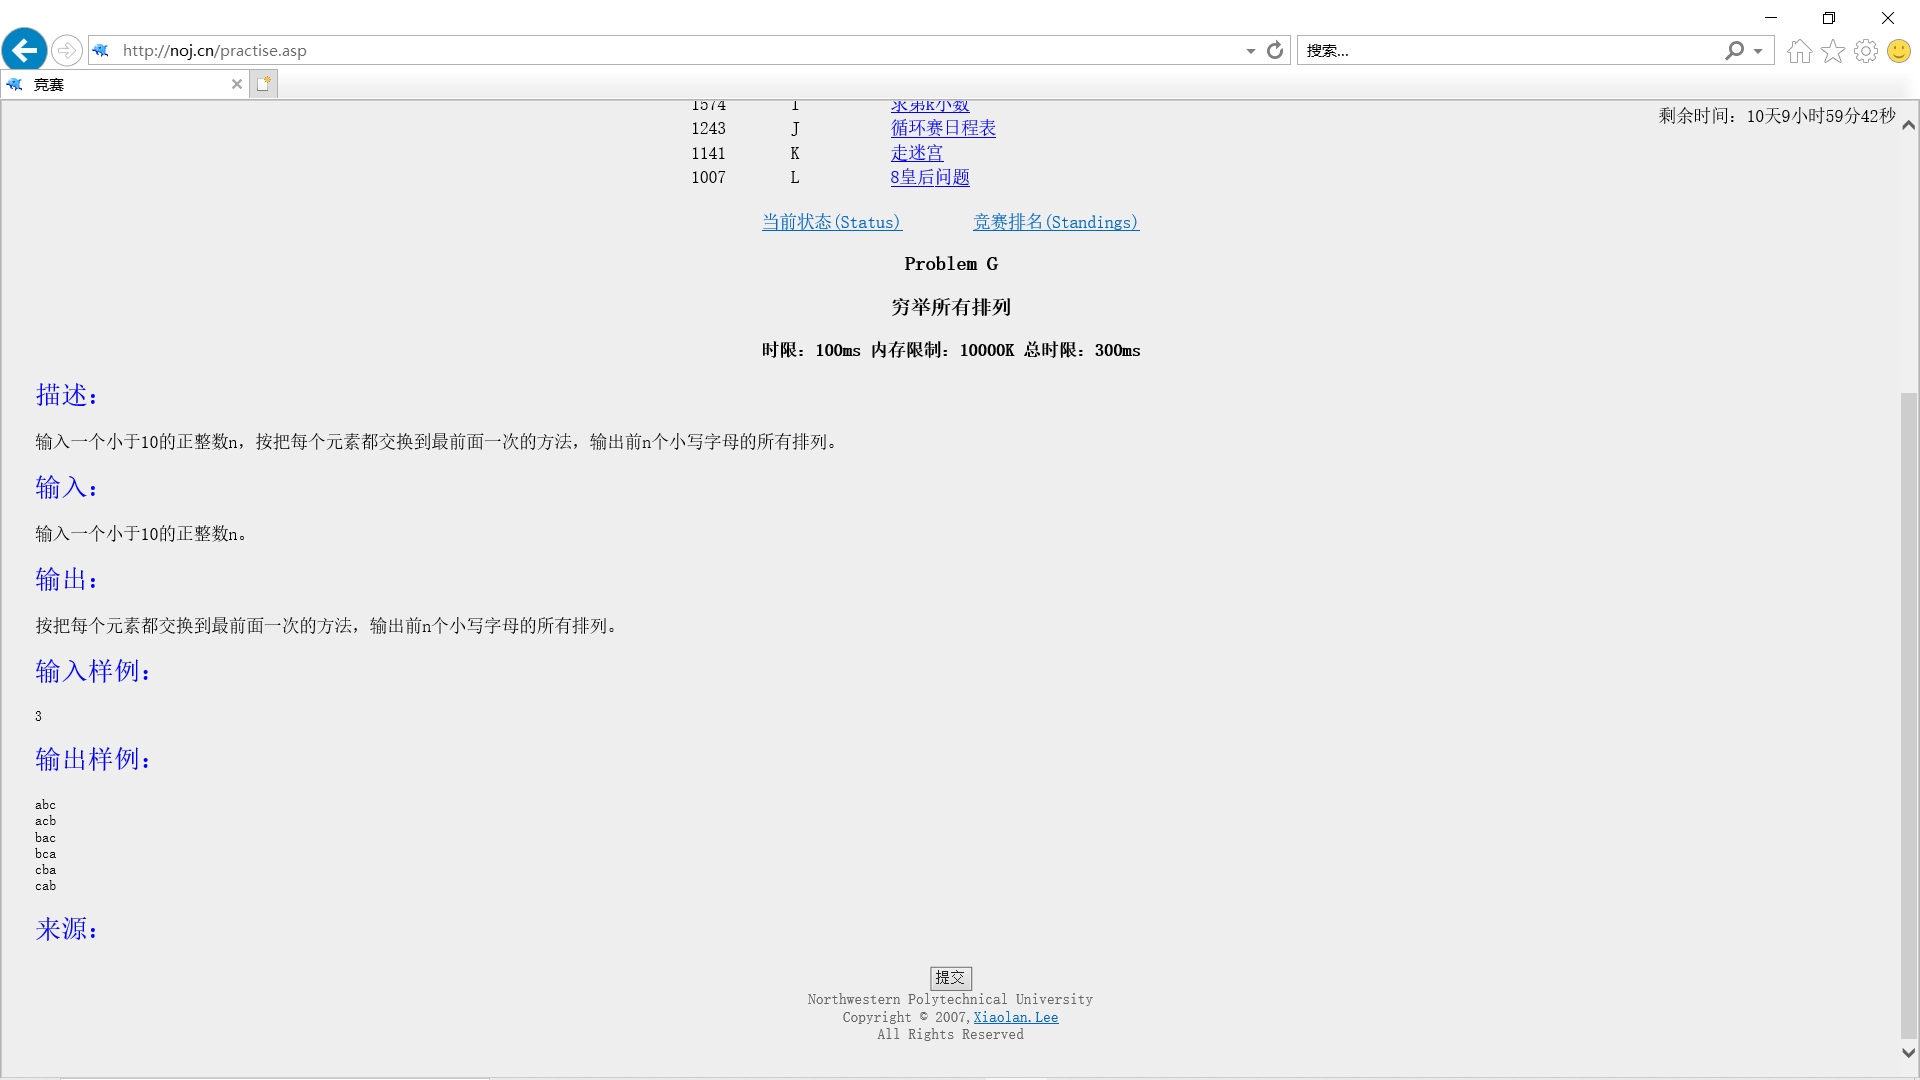 http://noj.cn/practise.asp
搜索...
竞赛
剩余时间：10天9小时59分42秒
1574 I 求第k小数
1243 J 循环赛日程表
1141 K 走迷宫
1007 L 8皇后问题
当前状态(Status) 竞赛排名(Standings)
Problem G
穷举所有排列
时限：100ms 内存限制：10000K 总时限：300ms
描述：
输入一个小于10的正整数n，按把每个元素都交换到最前面一次的方法，输出前n个小写字母的所有排列。
输入：
输入一个小于10的正整数n。
输出：
按把每个元素都交换到最前面一次的方法，输出前n个小写字母的所有排列。
输入样例：
3
输出样例：
abc
acb
bac
bca
cba
cab
来源：
提交
Northwestern Polytechnical University
Copyright © 2007,Xiaolan.Lee
All Rights Reserved